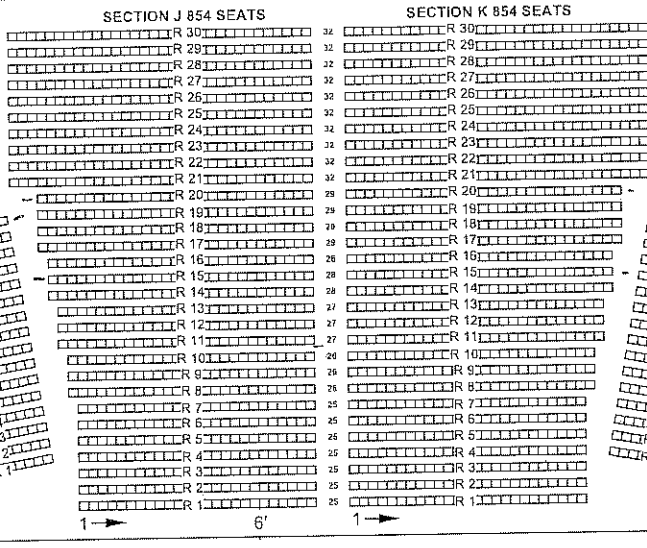 SECTION J 854 SEATS SECTION K 854 SEATS
R 30 32 R 30
R 29 32 R 29
R 28 32 R 28
R 27 32 R 27
R 26 32 R 26
R 25 32 R 25
R 24 32 R 24
R 23 32 R 23
R 22 32 R 22
R 21 32 R 21
R 20 29 R 20
R 19 29 R 19
R 18 29 R 18
R 17 29 R 17
R 16 28 R 16
R 15 28 R 15
R 14 28 R 14
R 13 27 R 13
R 12 27 R 12
R 11 27 R 11
R 10 26 R 10
R 9 26 R 9
R 8 26 R 8
R 7 25 R 7
R 6 25 R 6
R 5 25 R 5
R 4 25 R 4
R 3 25 R 3
R 2 25 R 2
R 1 25 R 1
1 6' 1